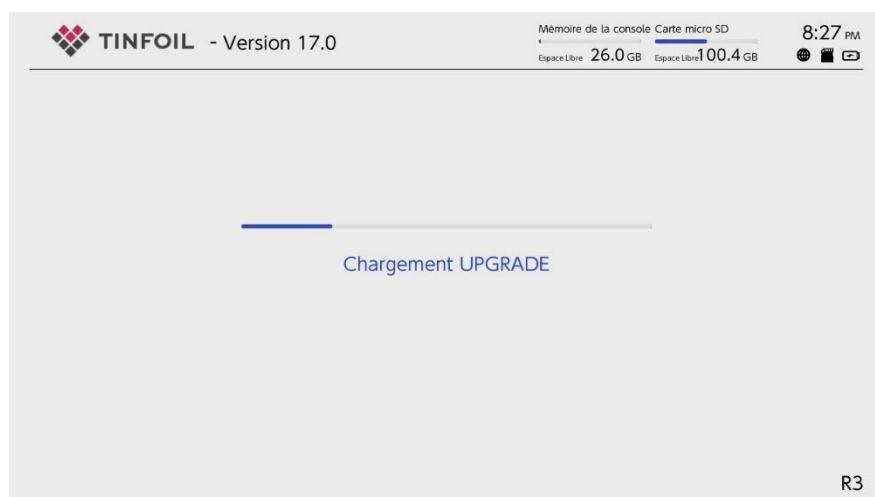 TINFOIL - Version 17.0
Mémoire de la console Carte micro SD
Espace Libre 26.0 GB Espace Libre 100.4 GB
8:27 PM
Chargement UPGRADE
R3